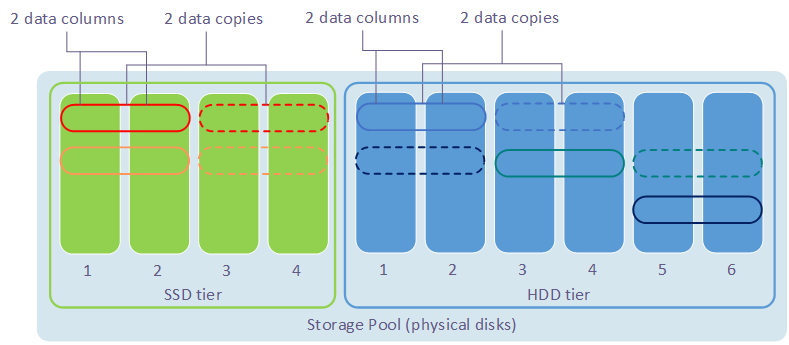 2 data columns
2 data copies
2 data columns
2 data copies
1 2 3 4 1 2 3 4 5 6
SSD tier
HDD tier
Storage Pool (physical disks)